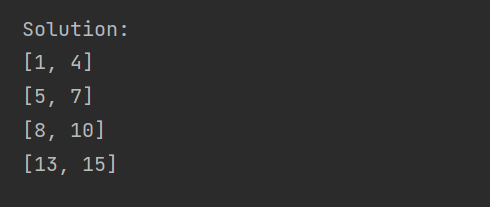 Solution:
[1, 4]
[5, 7]
[8, 10]
[13, 15]